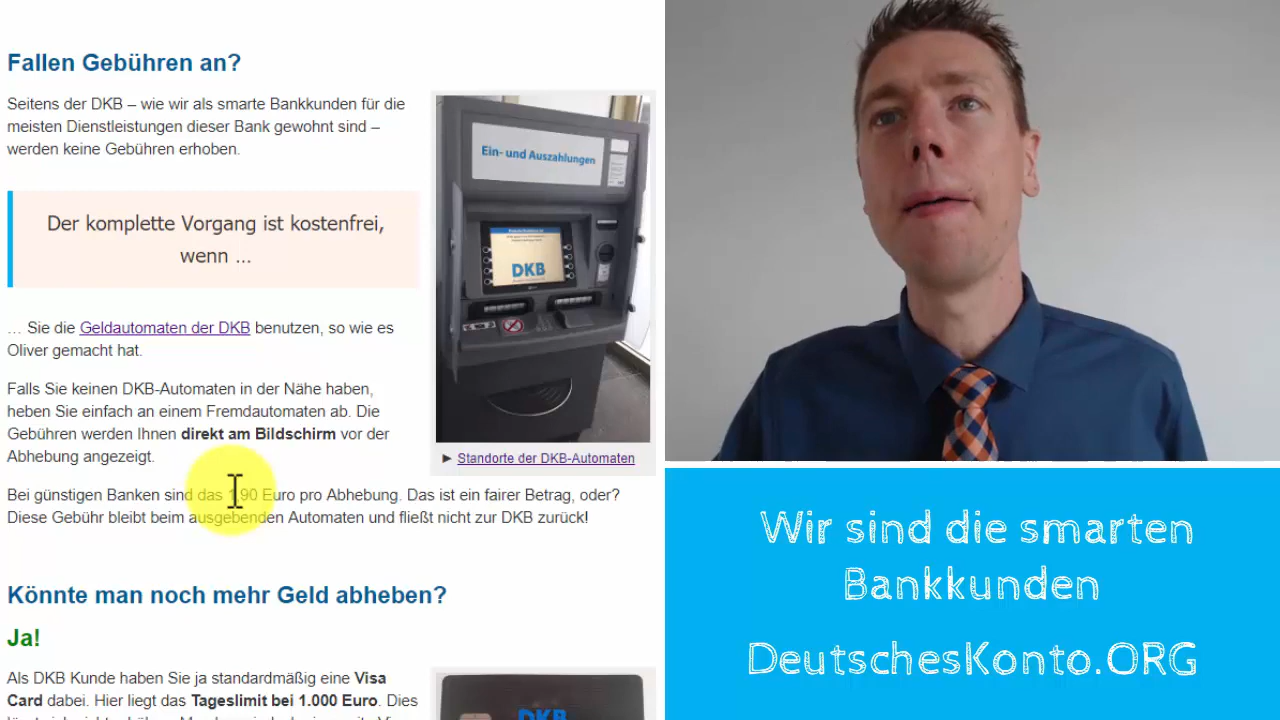 Fallen Gebühren an?
Seitens der DKB – wie wir als smarte Bankkunden für die
meisten Dienstleistungen dieser Bank gewohnt sind –
werden keine Gebühren erhoben.
Der komplette Vorgang ist kostenfrei,
wenn ...
... Sie die Geldautomaten der DKB benutzen, so wie es
Oliver gemacht hat.
Falls Sie keinen DKB-Automaten in der Nähe haben,
heben Sie einfach an einem Fremdautomaten ab. Die
Gebühren werden Ihnen direkt am Bildschirm vor der
Abhebung angezeigt.
Ein- und Auszahlungen
DKB
► Standorte der DKB-Automaten
Bei günstigen Banken sind das 1,90 Euro pro Abhebung. Das ist ein fairer Betrag, oder?
Diese Gebühr bleibt beim ausgebenden Automaten und fließt nicht zur DKB zurück!
Könnte man noch mehr Geld abheben?
Ja!
Als DKB Kunde haben Sie ja standardmäßig eine Visa
Card dabei. Hier liegt das Tageslimit bei 1.000 Euro. Dies
DKB
Wir sind die smarten
Bankkunden
DeutschesKonto.ORG